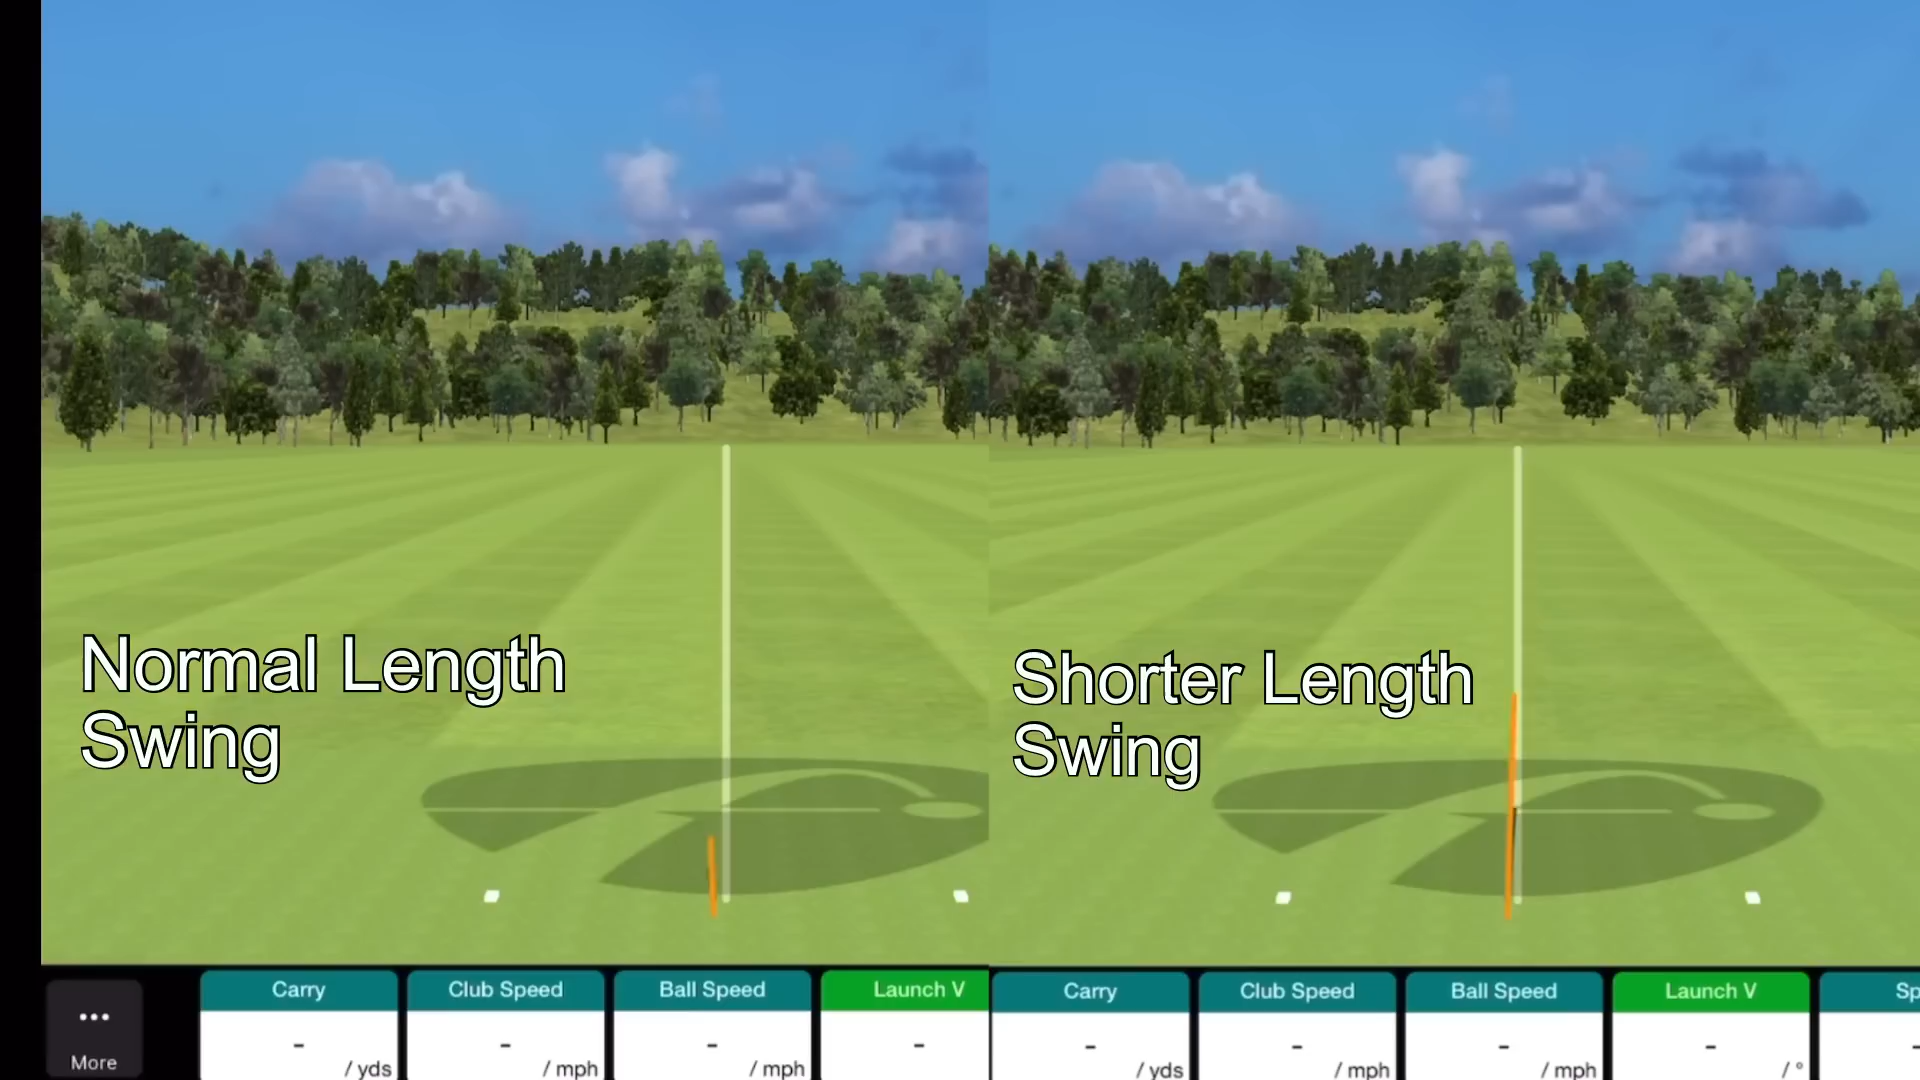 Normal Length
Swing
Shorter Length
Swing
More
Carry
-
/ yds
Club Speed
-
/ mph
Ball Speed
-
/ mph
Launch V
-
Carry
-
/ yds
Club Speed
-
/ mph
Ball Speed
-
/ mph
Launch V
-
/ °
Sp
-